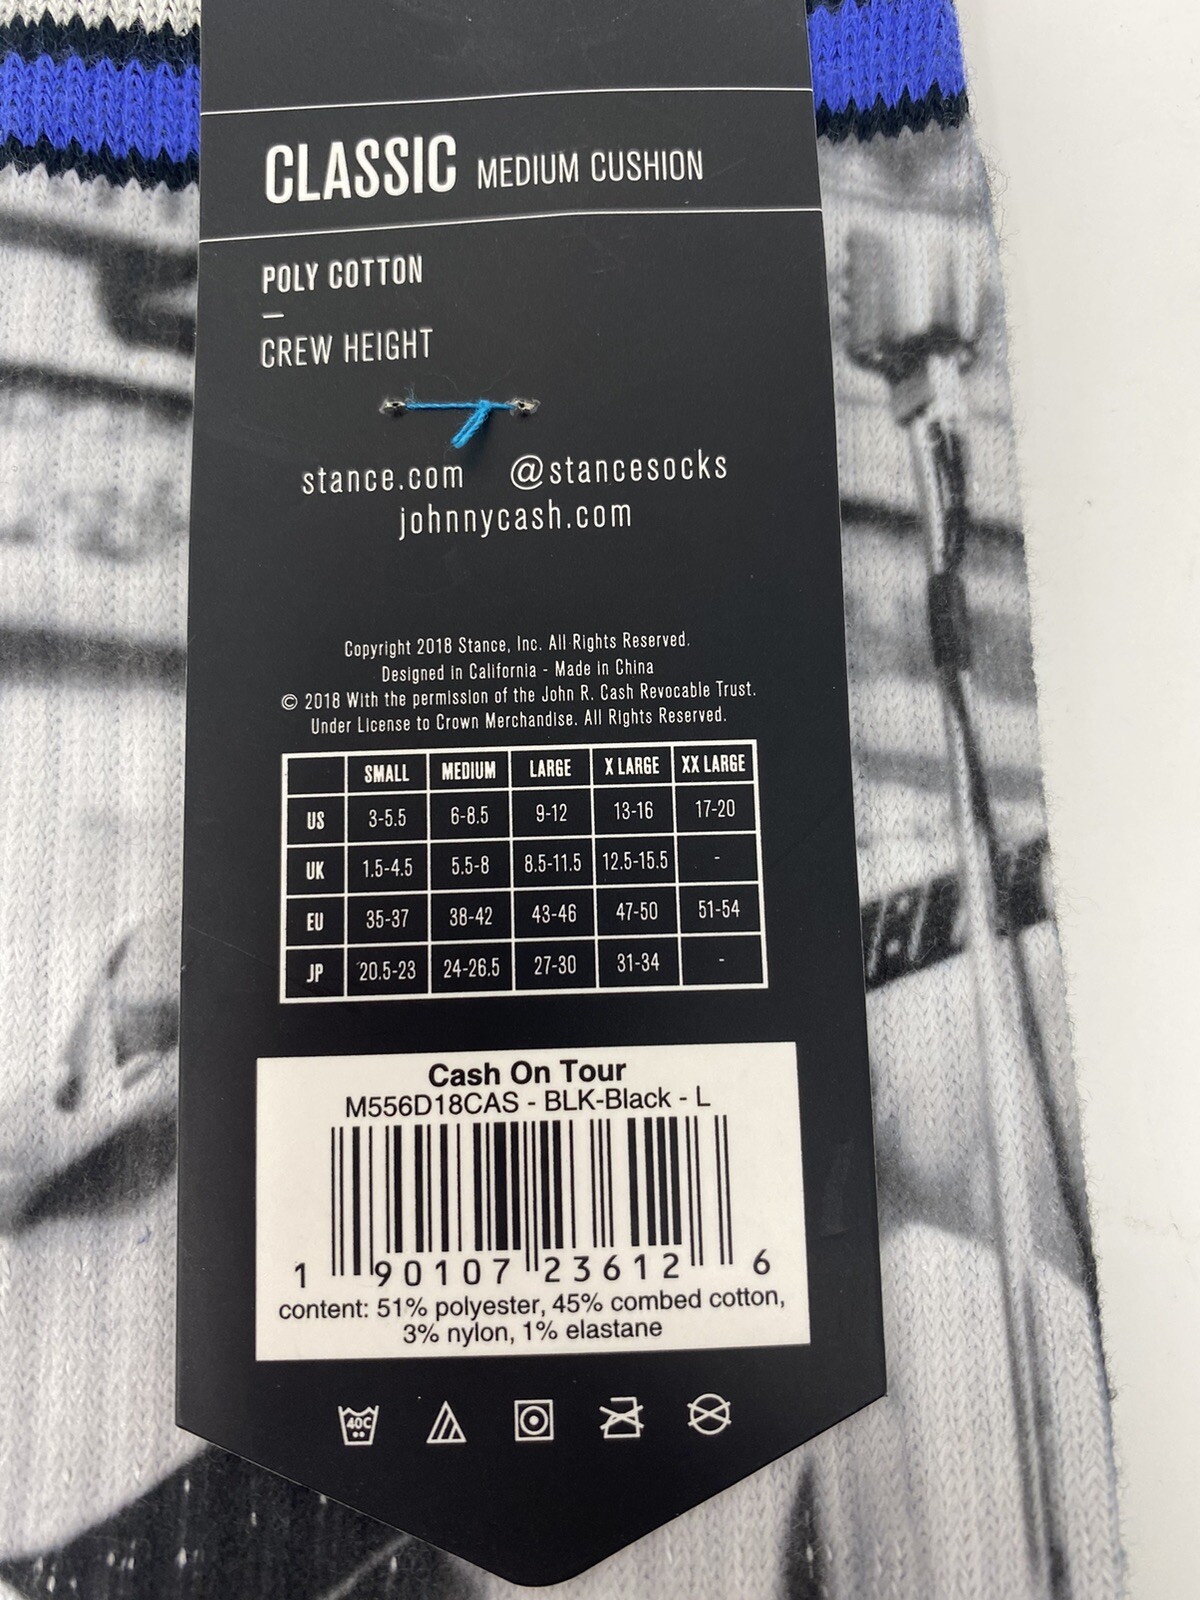 CLASSIC MEDIUM CUSHION
POLY COTTON
—
CREW HEIGHT
stance.com @stancesocks
johnnycash.com
Copyright 2018 Stance, Inc. All Rights Reserved.
Designed in California - Made in China
© 2018 With the permission of the John R. Cash Revocable Trust.
Under License to Crown Merchandise. All Rights Reserved.
SMALL MEDIUM LARGE X LARGE XX LARGE
US 3-5.5 6-8.5 9-12 13-16 17-20
UK 1.5-4.5 5.5-8 8.5-11.5 12.5-15.5 -
EU 35-37 38-42 43-46 47-50 51-54
JP 20.5-23 24-26.5 27-30 31-34 -
Cash On Tour
M556D18CAS - BLK-Black - L
1 90107 23612 6
content: 51% polyester, 45% combed cotton,
3% nylon, 1% elastane
40C